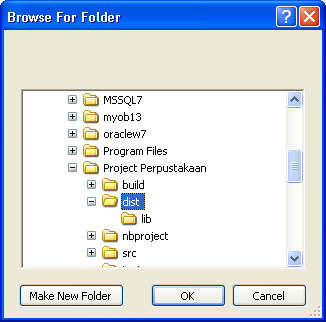 Browse For Folder
MSSQL7
myob13
oraclew7
Program Files
Project Perpustakaan
build
dist
lib
nbproject
src
Make New Folder
OK
Cancel